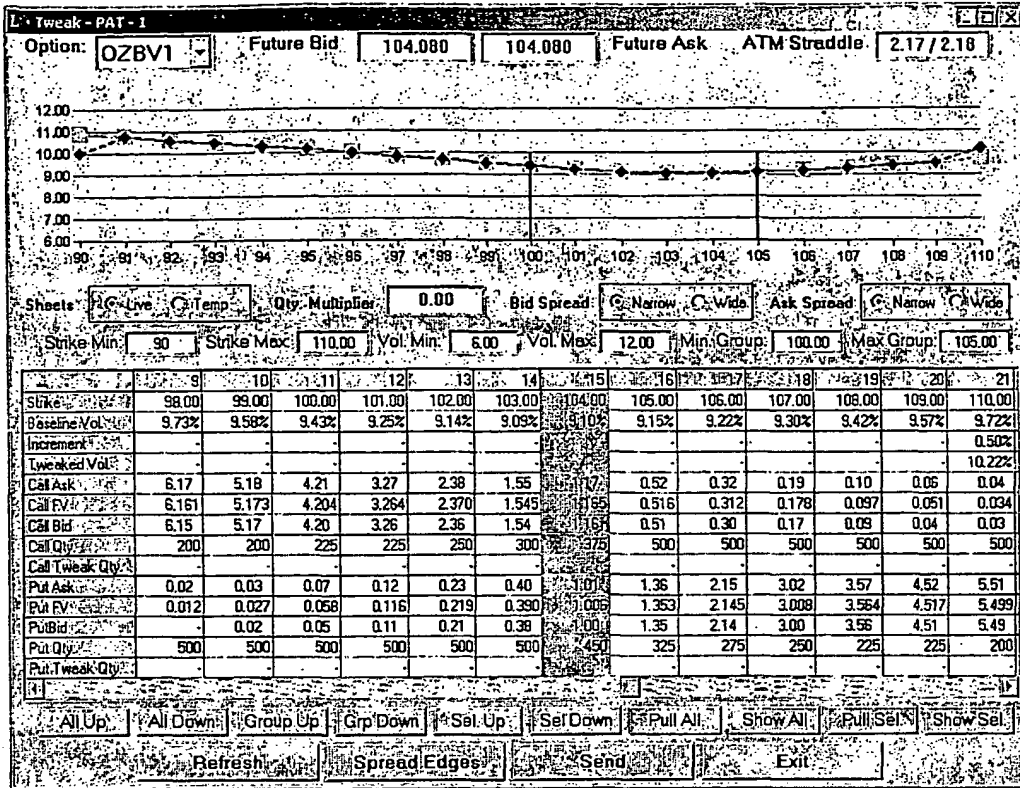 Tweak - PAT - 1
Option: OZBV1 Future Bid 104.080 104.080 Future Ask ATM Straddle 2.17 / 2.18
12.00
11.00
10.00
9.00
8.00
7.00
6.00
90 91 92 93 94 95 96 97 98 99 100 101 102 103 104 105 106 107 108 109 110
Sheets Live Temp Qty. Multiplier 0.00 Bid Spread Narrow Wide Ask Spread Narrow Wide
Strike Min: 90 Strike Max: 110.00 Vol. Min: 6.00 Vol. Max: 12.00 Min. Group: 100.00 Max Group: 105.00
9 10 11 12 13 14 15 16 17 18 19 20 21
Strike 98.00 99.00 100.00 101.00 102.00 103.00 104.00 105.00 106.00 107.00 108.00 109.00 110.00
Baseline Vol. 9.73% 9.58% 9.43% 9.25% 9.14% 9.09% 9.10% 9.15% 9.22% 9.30% 9.42% 9.57% 9.72%
Increment - - - - - - - - - - - 0.50%
Tweaked Vol. - - - - - - - - - - - 10.22%
Call Ask 6.17 5.18 4.21 3.27 2.38 1.55 0.52 0.32 0.19 0.10 0.06 0.04
Call F.V. 6.161 5.173 4.204 3.264 2.370 1.545 0.516 0.312 0.178 0.097 0.051 0.034
Call Bid 6.15 5.17 4.20 3.26 2.36 1.54 0.51 0.30 0.17 0.09 0.04 0.03
Call Qty 200 200 225 225 250 300 375 500 500 500 500 500 500
Call Tweak Qty. - - - - - - - - - - - -
Put Ask 0.02 0.03 0.07 0.12 0.23 0.40 1.01 1.36 2.15 3.02 3.57 4.52 5.51
Put F.V. 0.012 0.027 0.058 0.116 0.219 0.390 1.006 1.353 2.145 3.008 3.564 4.517 5.499
Put Bid - 0.02 0.05 0.11 0.21 0.38 1.00 1.35 2.14 3.00 3.56 4.51 5.49
Put Qty 500 500 500 500 500 500 450 325 275 250 225 225 200
Put Tweak Qty. - - - - - - - - - - - -
All Up All Down Group Up Grp Down Sel. Up Sel Down Pull All Show All Pull Sel. Show Sel.
Refresh Spread Edges Send Exit